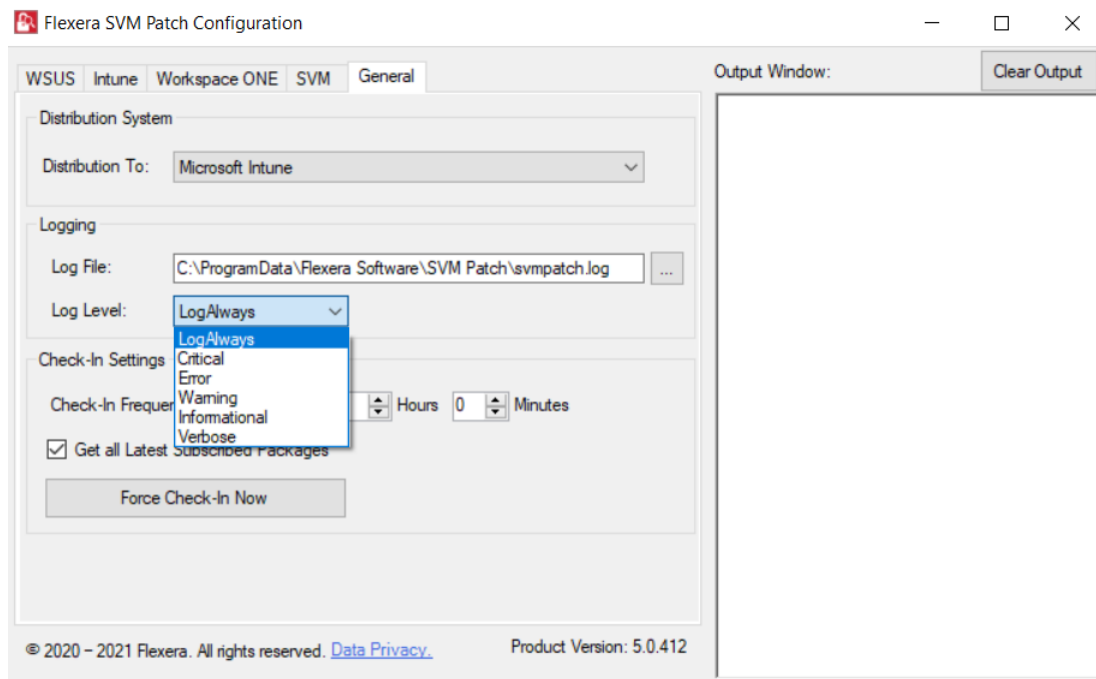 Flexera SVM Patch Configuration
WSUS Intune Workspace ONE SVM General
Output Window: Clear Output
Distribution System
Distribution To: Microsoft Intune
Logging
Log File: C:\ProgramData\Flexera Software\SVM Patch\svmpatch.log ...
Log Level: LogAlways
LogAlways
Critical
Error
Warning
Informational
Verbose
Check-In Settings
Check-In Hours 0 Minutes
Get all Latest Subscribed Packages
Force Check-In Now
© 2020 – 2021 Flexera. All rights reserved. Data Privacy. Product Version: 5.0.412